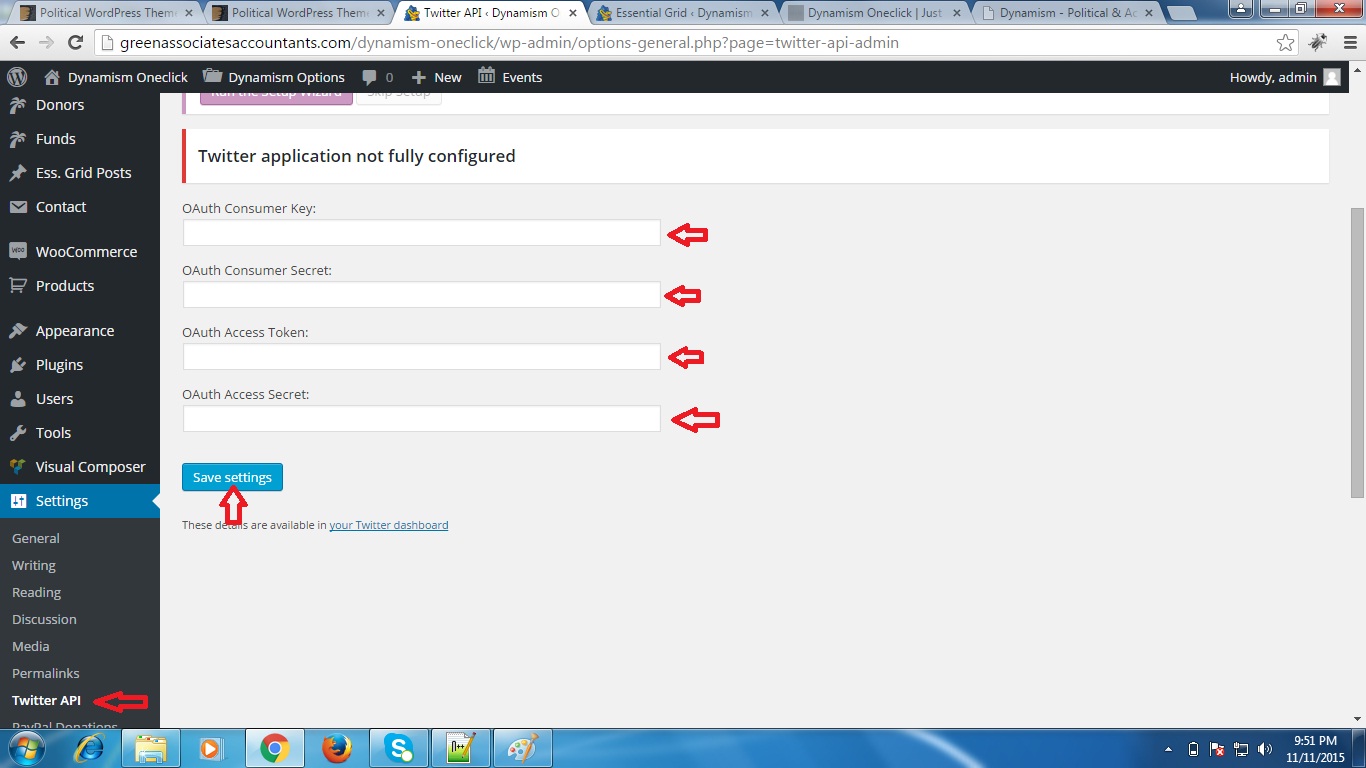 Political WordPress Theme
Political WordPress Theme
Twitter API ‹ Dynamism O
Essential Grid ‹ Dynamism
Dynamism Oneclick | Just
Dynamism - Political & Ac
greenassociatesaccountants.com/dynamism-oneclick/wp-admin/options-general.php?page=twitter-api-admin
Dynamism Oneclick
Dynamism Options
0
New
Events
Howdy, admin
Donors
Funds
Ess. Grid Posts
Contact
WooCommerce
Products
Appearance
Plugins
Users
Tools
Visual Composer
Settings
General
Writing
Reading
Discussion
Media
Permalinks
Twitter API
PayPal Donations
Run the Setup Wizard
Skip Setup
Twitter application not fully configured
OAuth Consumer Key:
OAuth Consumer Secret:
OAuth Access Token:
OAuth Access Secret:
Save settings
These details are available in your Twitter dashboard
9:51 PM
11/11/2015